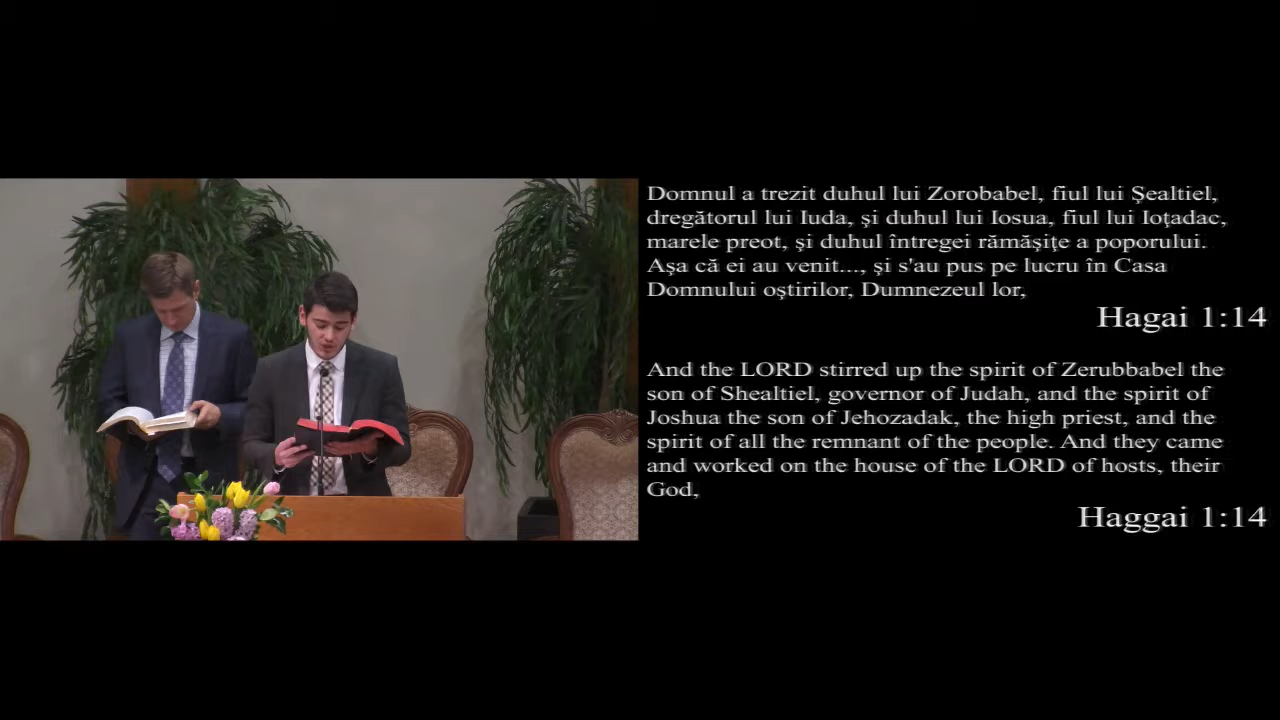 Domnul a trezit duhul lui Zorobabel, fiul lui Şealtiel,
dregătorul lui Iuda, şi duhul lui Iosua, fiul lui Ioţadac,
marele preot, şi duhul întregei rămăşiţe a poporului.
Aşa că ei au venit..., şi s'au pus pe lucru în Casa
Domnului oştirilor, Dumnezeul lor,
Hagai 1:14
And the LORD stirred up the spirit of Zerubbabel the
son of Shealtiel, governor of Judah, and the spirit of
Joshua the son of Jehozadak, the high priest, and the
spirit of all the remnant of the people. And they came
and worked on the house of the LORD of hosts, their
God,
Haggai 1:14